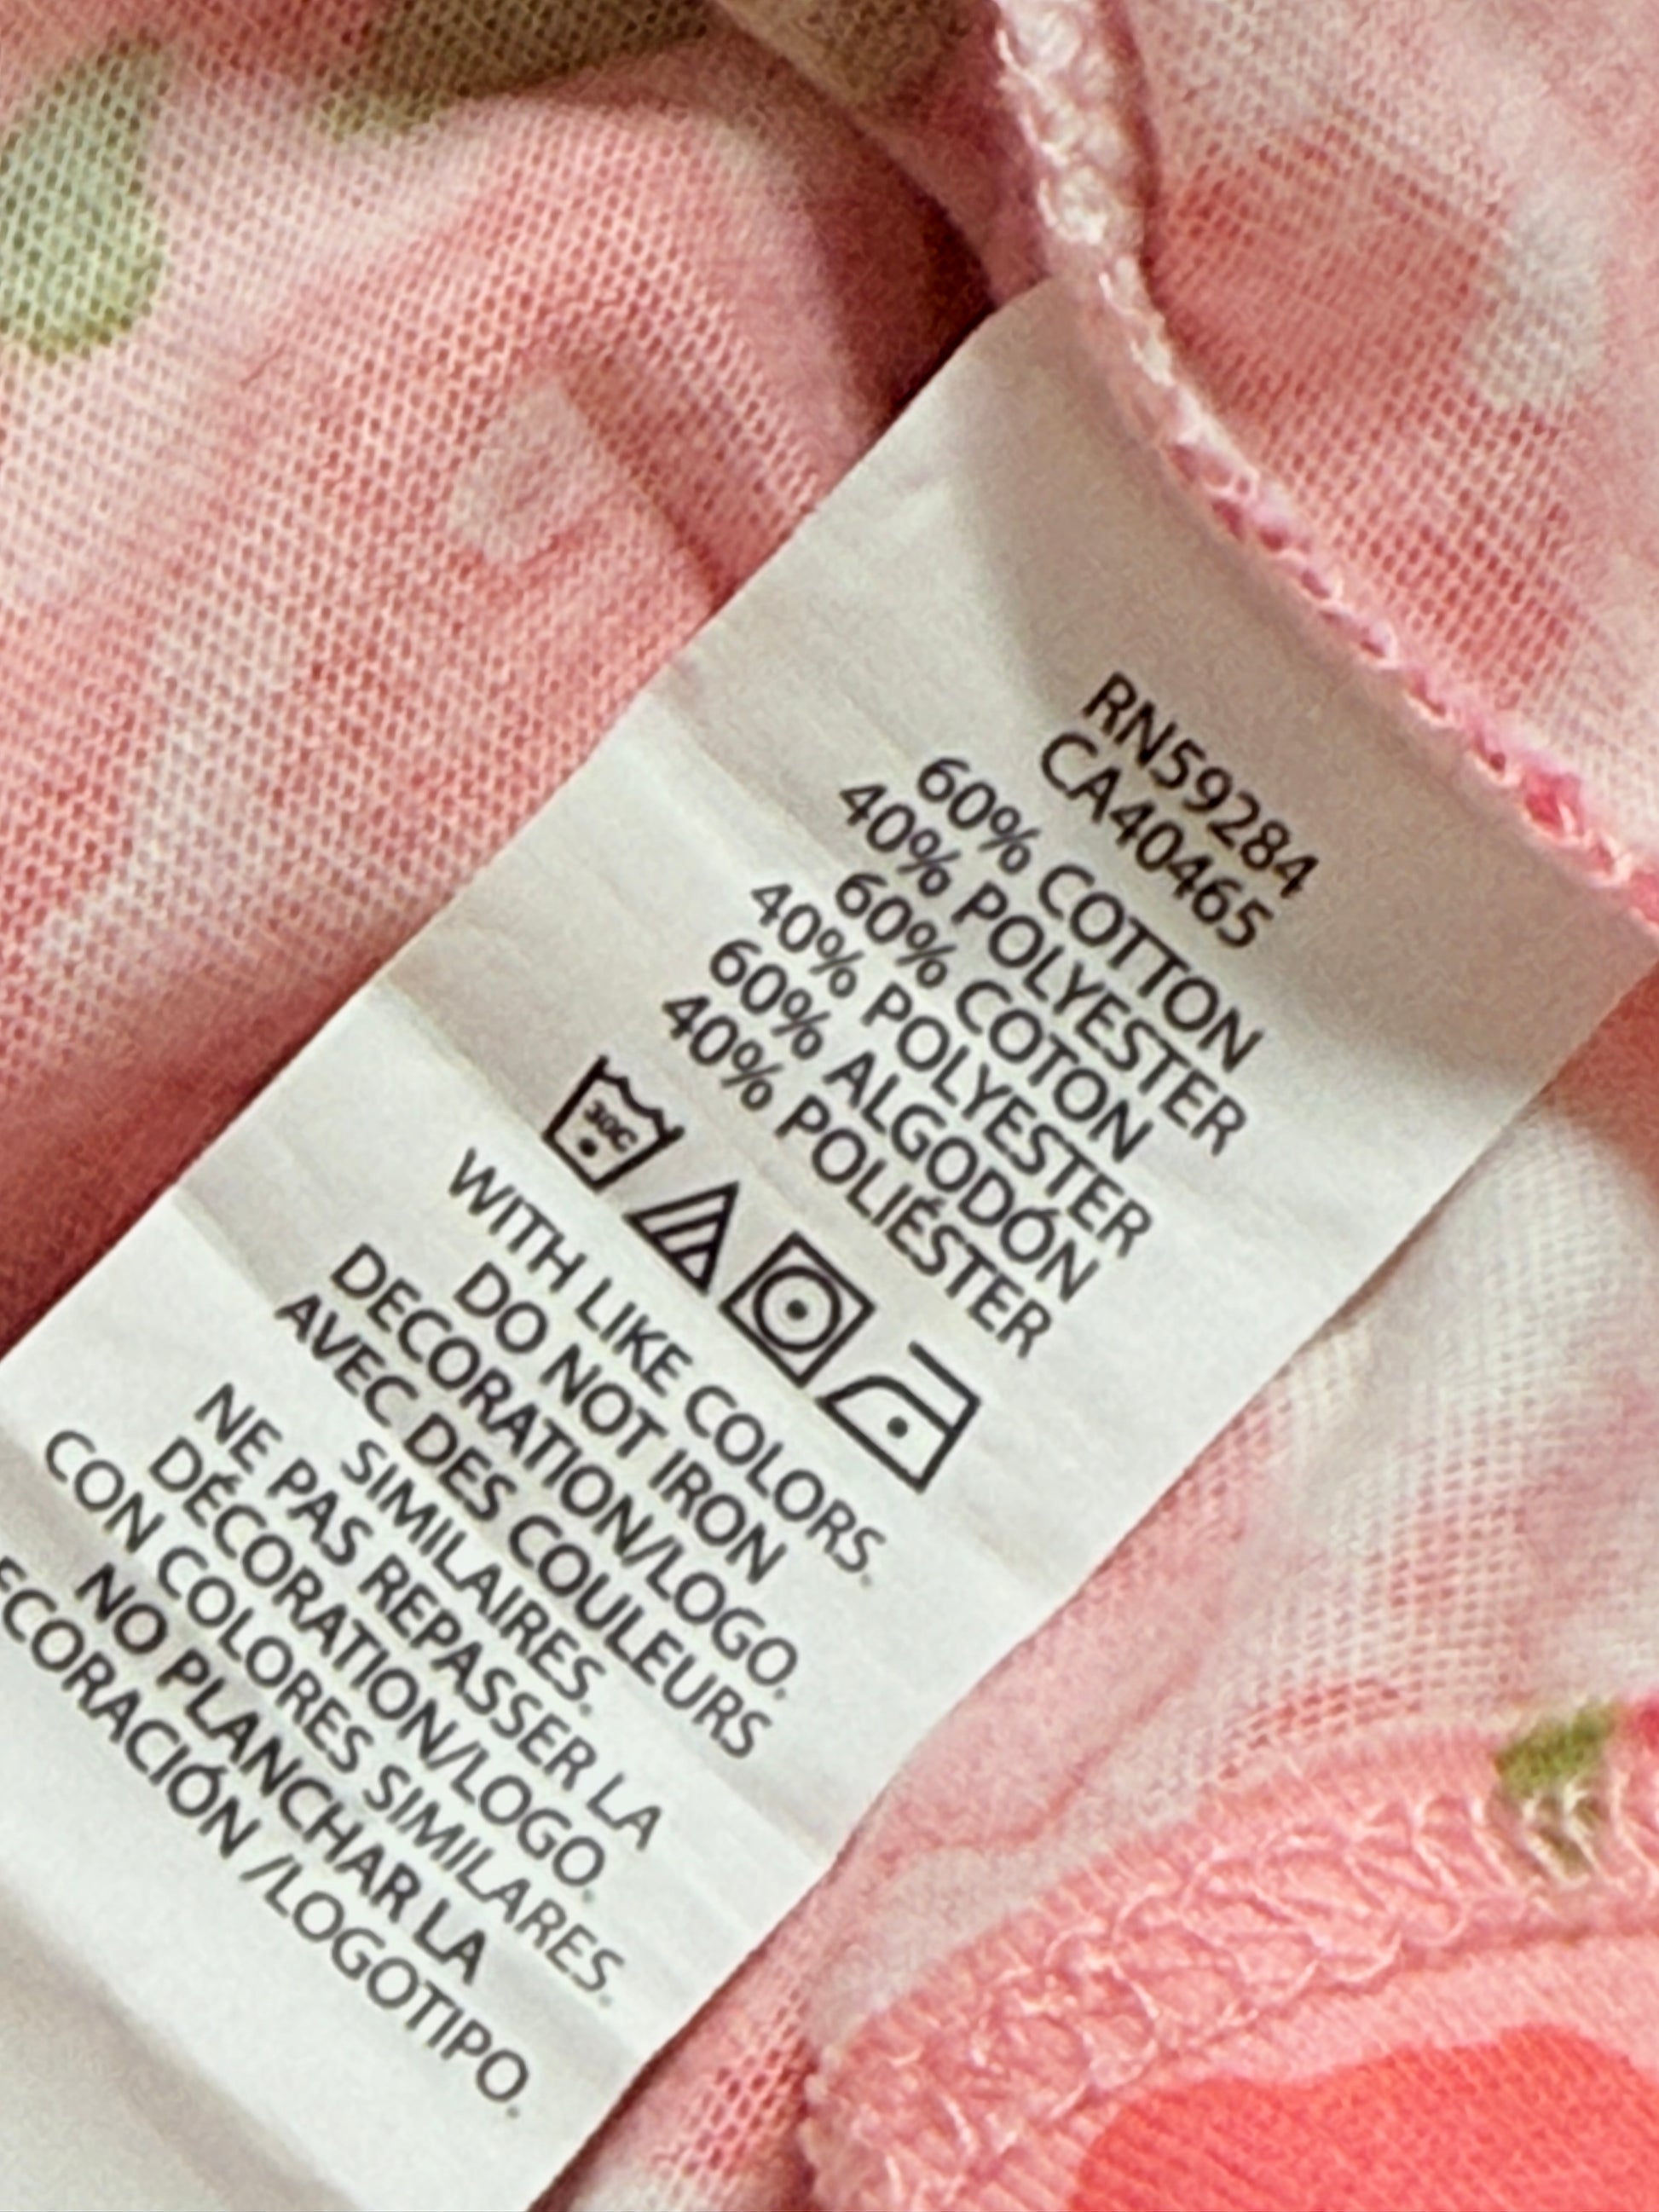 RN59284
CA40465
60% COTTON
40% POLYESTER
60% COTON
40% POLYESTER
60% ALGODÓN
40% POLIÉSTER
30C
WITH LIKE COLORS.
DO NOT IRON
DECORATION/LOGO.
AVEC DES COULEURS
SIMILAIRES.
NE PAS REPASSER LA
DÉCORATION/LOGO.
CON COLORES SIMILARES.
NO PLANCHAR LA
ECORACIÓN /LOGOTIPO.